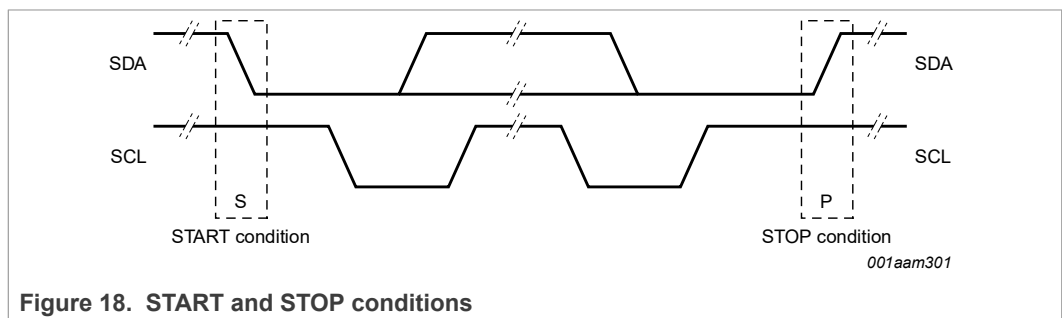 SDA
SDA
SCL
SCL
S
P
START condition
STOP condition
001aam301
Figure 18. START and STOP conditions